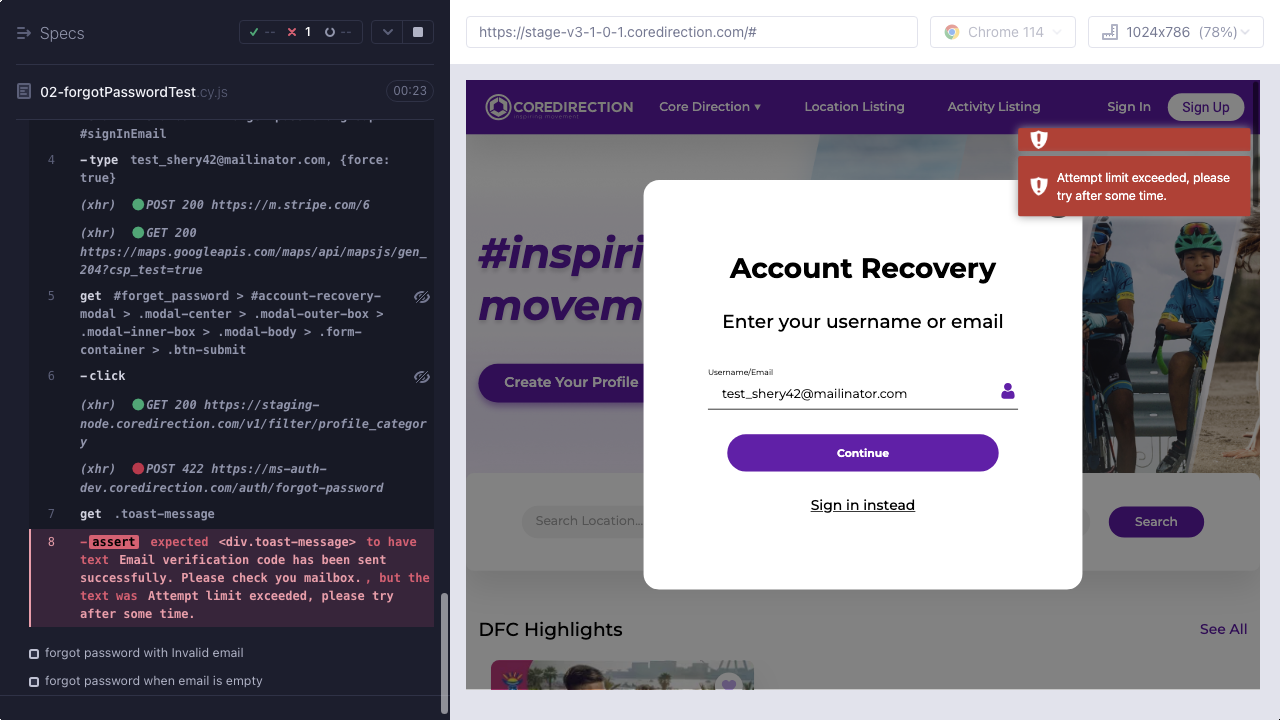 Specs
-- 1 --
02-forgotPasswordTest.cy.js 00:23
#signInEmail
4 -type test_shery42@mailinator.com, {force:
true}
(xhr) POST 200 https://m.stripe.com/6
(xhr) GET 200
https://maps.googleapis.com/maps/api/mapsjs/gen_
204?csp_test=true
5 get #forget_password > #account-recovery-
modal > .modal-center > .modal-outer-box >
.modal-inner-box > .modal-body > .form-
container > .btn-submit
6 -click
(xhr) GET 200 https://staging-
node.coredirection.com/v1/filter/profile_categor
y
(xhr) POST 422 https://ms-auth-
dev.coredirection.com/auth/forgot-password
7 get .toast-message
8 -assert expected <div.toast-message> to have
text Email verification code has been sent
successfully. Please check you mailbox. , but the
text was Attempt limit exceeded, please try
after some time.
forgot password with Invalid email
forgot password when email is empty
https://stage-v3-1-0-1.coredirection.com/#
Chrome 114
1024x786 (78%)
COREDIRECTION
inspiring movement
Core Direction ▾
Location Listing
Activity Listing
Sign In
Sign Up
Attempt limit exceeded, please
try after some time.
#inspiri
movem
Create Your Profile
Account Recovery
Enter your username or email
Username/Email
test_shery42@mailinator.com
Continue
Sign in instead
Search Location...
Search
DFC Highlights
See All